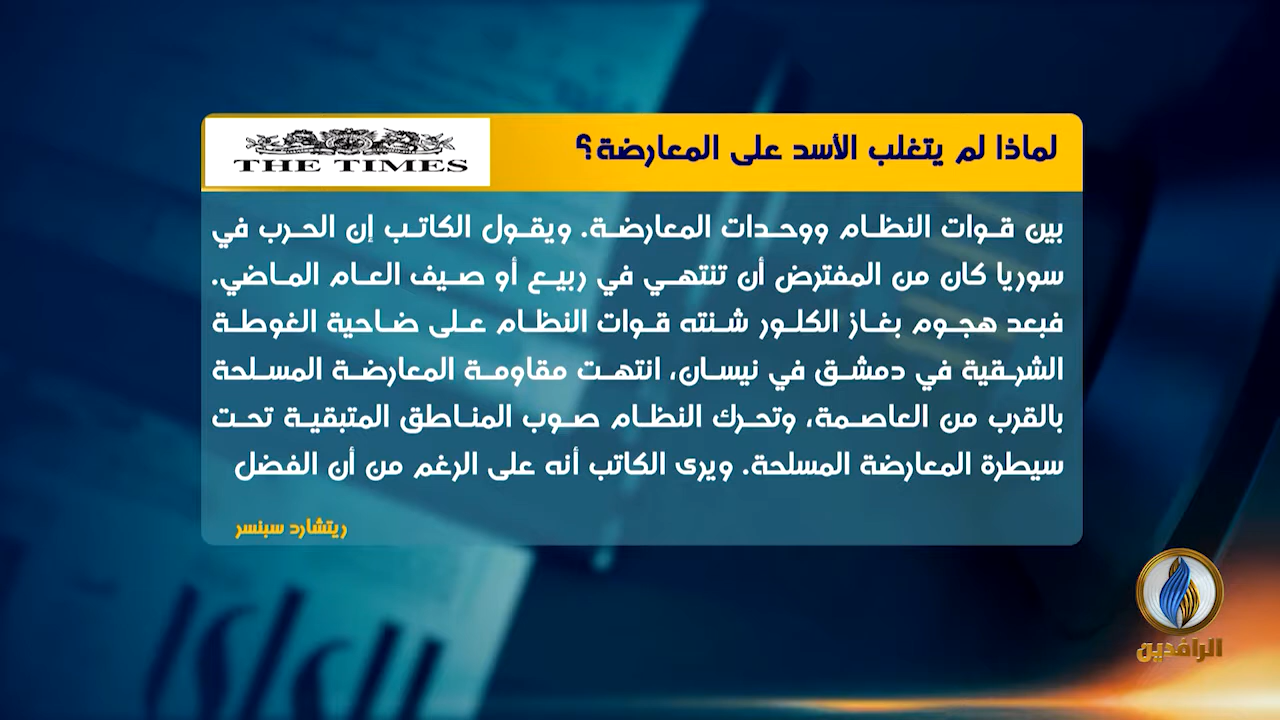 لماذا لم يتغلب الأسد على المعارضة؟
THE TIMES
بين قوات النظام ووحدات المعارضة. ويقول الكاتب إن الحرب في
سوريا كان من المفترض أن تنتهي في ربيع أو صيف العام الماضي.
فبعد هجوم بغاز الكلور شنته قوات النظام على ضاحية الغوطة
الشرقية في دمشق في نيسان، انتهت مقاومة المعارضة المسلحة
بالقرب من العاصمة، وتحرك النظام صوب المناطق المتبقية تحت
سيطرة المعارضة المسلحة. ويرى الكاتب أنه على الرغم من أن الفضل
ريتشارد سبنسر
الرافدين